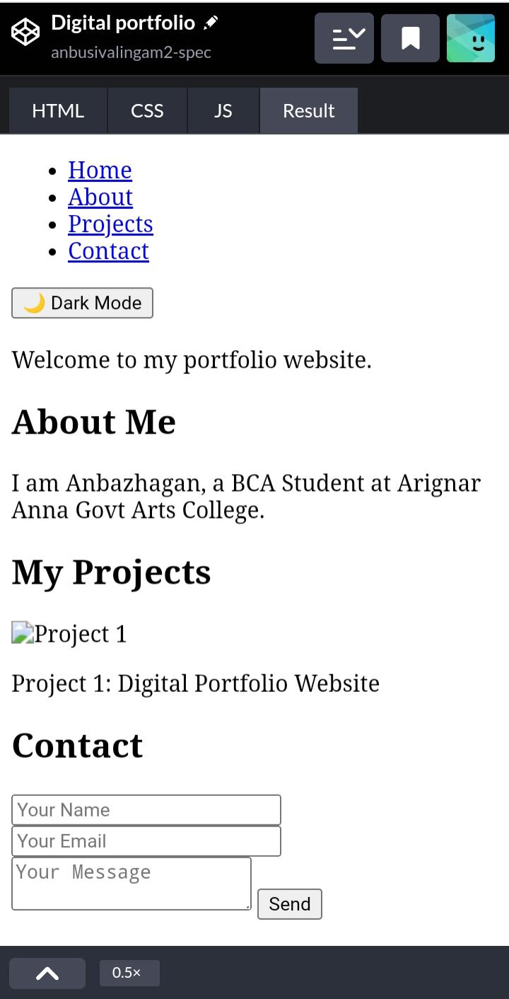 Digital portfolio
anbusivalingam2-spec
HTML CSS JS Result
Home
About
Projects
Contact
🌙 Dark Mode
Welcome to my portfolio website.
About Me
I am Anbazhagan, a BCA Student at Arignar
Anna Govt Arts College.
My Projects
Project 1
Project 1: Digital Portfolio Website
Contact
Your Name
Your Email
Your Message
Send
0.5×